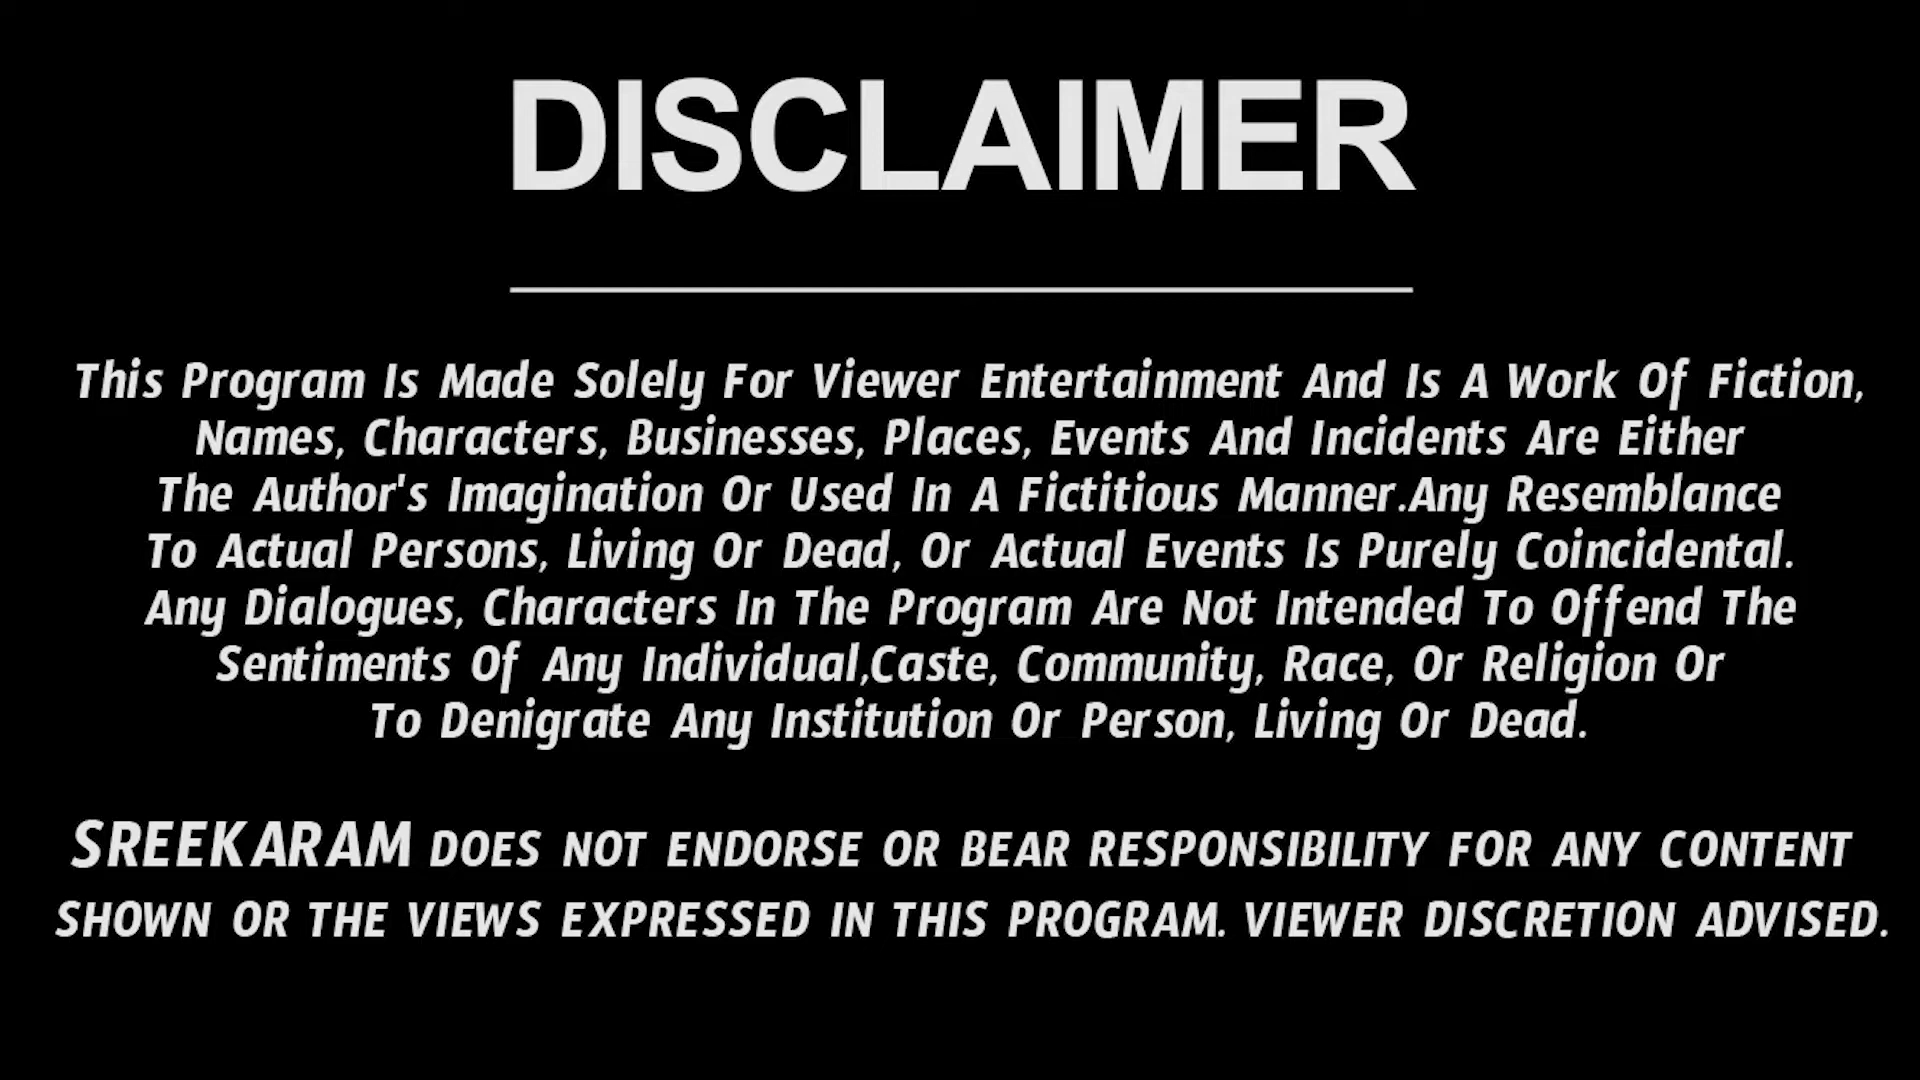 DISCLAIMER
This Program Is Made Solely For Viewer Entertainment And Is A Work Of Fiction,
Names, Characters, Businesses, Places, Events And Incidents Are Either
The Author's Imagination Or Used In A Fictitious Manner.Any Resemblance
To Actual Persons, Living Or Dead, Or Actual Events Is Purely Coincidental.
Any Dialogues, Characters In The Program Are Not Intended To Offend The
Sentiments Of Any Individual,Caste, Community, Race, Or Religion Or
To Denigrate Any Institution Or Person, Living Or Dead.
SREEKARAM DOES NOT ENDORSE OR BEAR RESPONSIBILITY FOR ANY CONTENT
SHOWN OR THE VIEWS EXPRESSED IN THIS PROGRAM. VIEWER DISCRETION ADVISED.